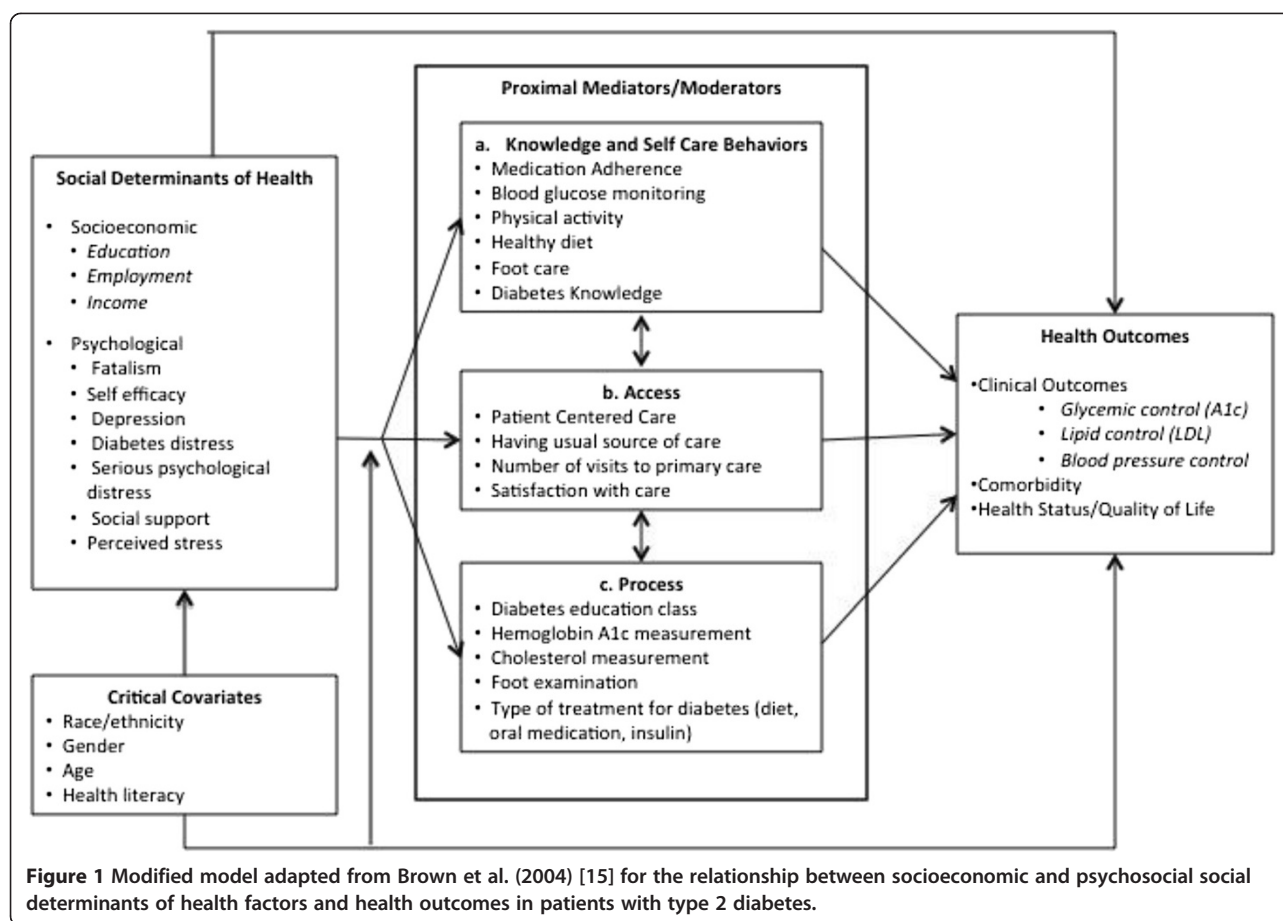 Proximal Mediators/Moderators
a. Knowledge and Self Care Behaviors
• Medication Adherence
• Blood glucose monitoring
• Physical activity
• Healthy diet
• Foot care
• Diabetes Knowledge
Social Determinants of Health
• Socioeconomic
• Education
• Employment
• Income
• Psychological
• Fatalism
• Self efficacy
• Depression
• Diabetes distress
• Serious psychological
distress
• Social support
• Perceived stress
b. Access
• Patient Centered Care
• Having usual source of care
• Number of visits to primary care
• Satisfaction with care
Health Outcomes
•Clinical Outcomes
• Glycemic control (A1c)
• Lipid control (LDL)
• Blood pressure control
•Comorbidity
•Health Status/Quality of Life
c. Process
• Diabetes education class
• Hemoglobin A1c measurement
• Cholesterol measurement
• Foot examination
• Type of treatment for diabetes (diet,
oral medication, insulin)
Critical Covariates
• Race/ethnicity
• Gender
• Age
• Health literacy
Figure 1 Modified model adapted from Brown et al. (2004) [15] for the relationship between socioeconomic and psychosocial social
determinants of health factors and health outcomes in patients with type 2 diabetes.